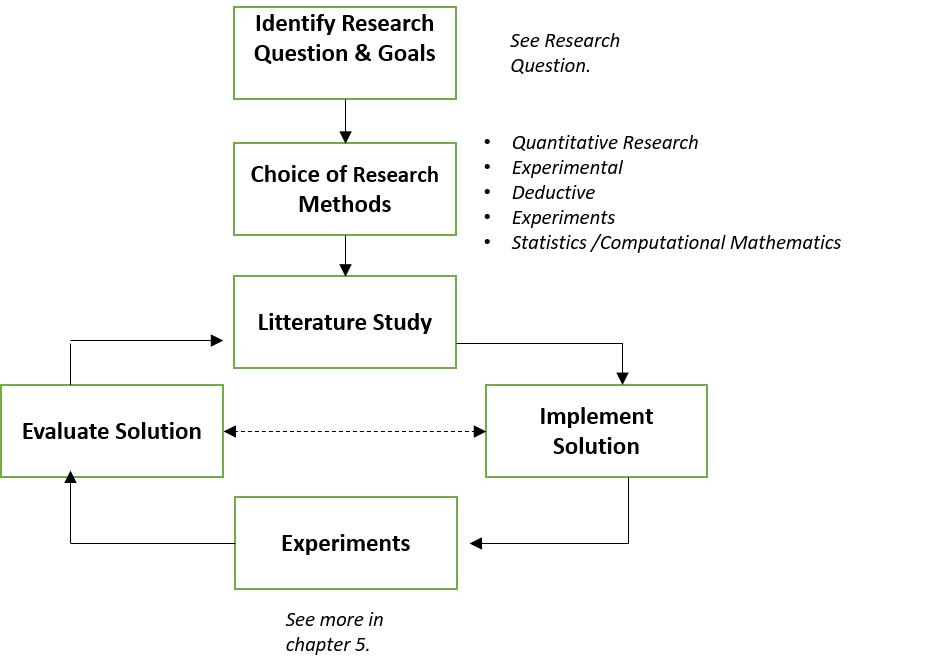 Identify Research
Question & Goals
See Research
Question.
Choice of Research
Methods
• Quantitative Research
• Experimental
• Deductive
• Experiments
• Statistics /Computational Mathematics
Litterature Study
Evaluate Solution
Implement
Solution
Experiments
See more in
chapter 5.